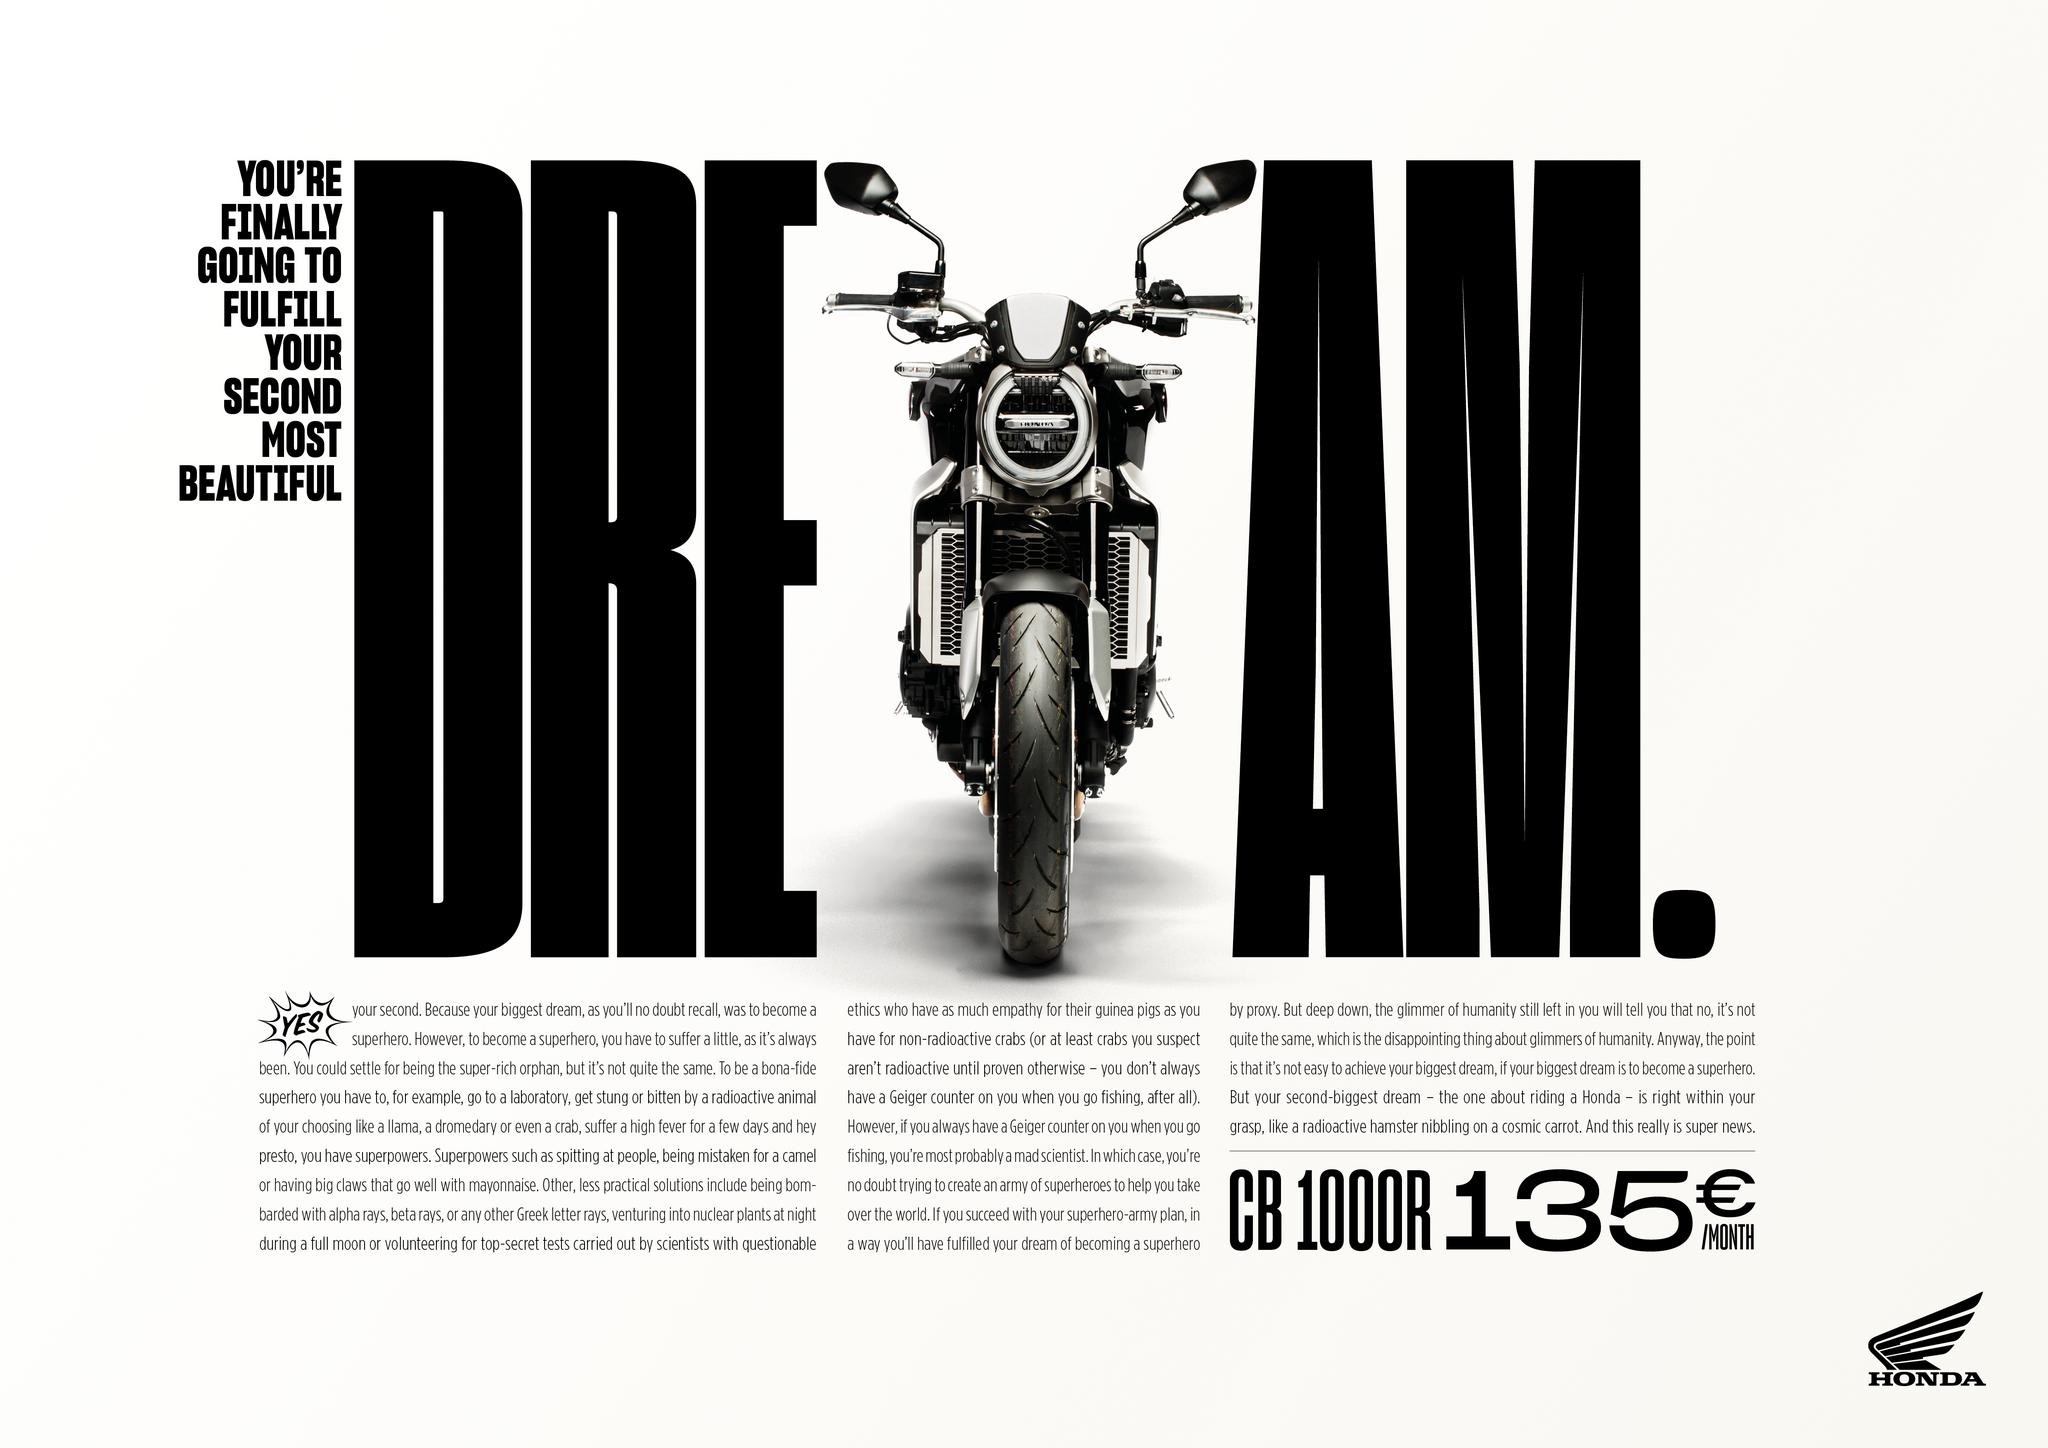 YOU'RE
FINALLY
GOING TO
FULFILL
YOUR
SECOND
MOST
BEAUTIFUL
DREAM.
YES your second. Because your biggest dream, as you'll no doubt recall, was to become a
superhero. However, to become a superhero, you have to suffer a little, as it's always
been. You could settle for being the super-rich orphan, but it's not quite the same. To be a bona-fide
superhero you have to, for example, go to a laboratory, get stung or bitten by a radioactive animal
of your choosing like a llama, a dromedary or even a crab, suffer a high fever for a few days and hey
presto, you have superpowers. Superpowers such as spitting at people, being mistaken for a camel
or having big claws that go well with mayonnaise. Other, less practical solutions include being bom-
barded with alpha rays, beta rays, or any other Greek letter rays, venturing into nuclear plants at night
during a full moon or volunteering for top-secret tests carried out by scientists with questionable
ethics who have as much empathy for their guinea pigs as you
have for non-radioactive crabs (or at least crabs you suspect
aren't radioactive until proven otherwise – you don't always
have a Geiger counter on you when you go fishing, after all).
However, if you always have a Geiger counter on you when you go
fishing, you're most probably a mad scientist. In which case, you're
no doubt trying to create an army of superheroes to help you take
over the world. If you succeed with your superhero-army plan, in
a way you'll have fulfilled your dream of becoming a superhero
by proxy. But deep down, the glimmer of humanity still left in you will tell you that no, it's not
quite the same, which is the disappointing thing about glimmers of humanity. Anyway, the point
is that it's not easy to achieve your biggest dream, if your biggest dream is to become a superhero.
But your second-biggest dream – the one about riding a Honda – is right within your
grasp, like a radioactive hamster nibbling on a cosmic carrot. And this really is super news.
CB 1000R 135€
/MONTH
HONDA